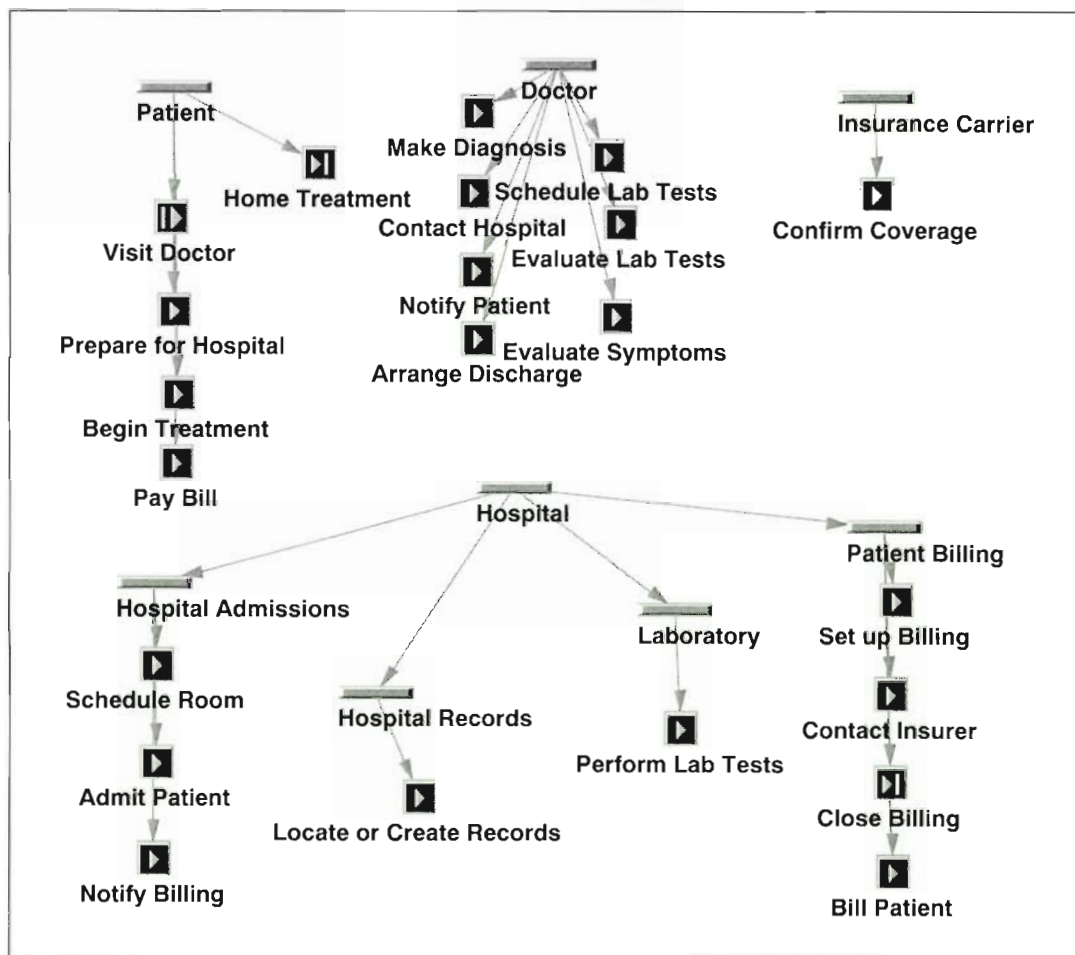 Patient
Home Treatment
Visit Doctor
Prepare for Hospital
Begin Treatment
Pay Bill
Doctor
Make Diagnosis
Schedule Lab Tests
Contact Hospital
Evaluate Lab Tests
Notify Patient
Evaluate Symptoms
Arrange Discharge
Insurance Carrier
Confirm Coverage
Hospital
Hospital Admissions
Schedule Room
Admit Patient
Notify Billing
Hospital Records
Locate or Create Records
Laboratory
Perform Lab Tests
Patient Billing
Set up Billing
Contact Insurer
Close Billing
Bill Patient